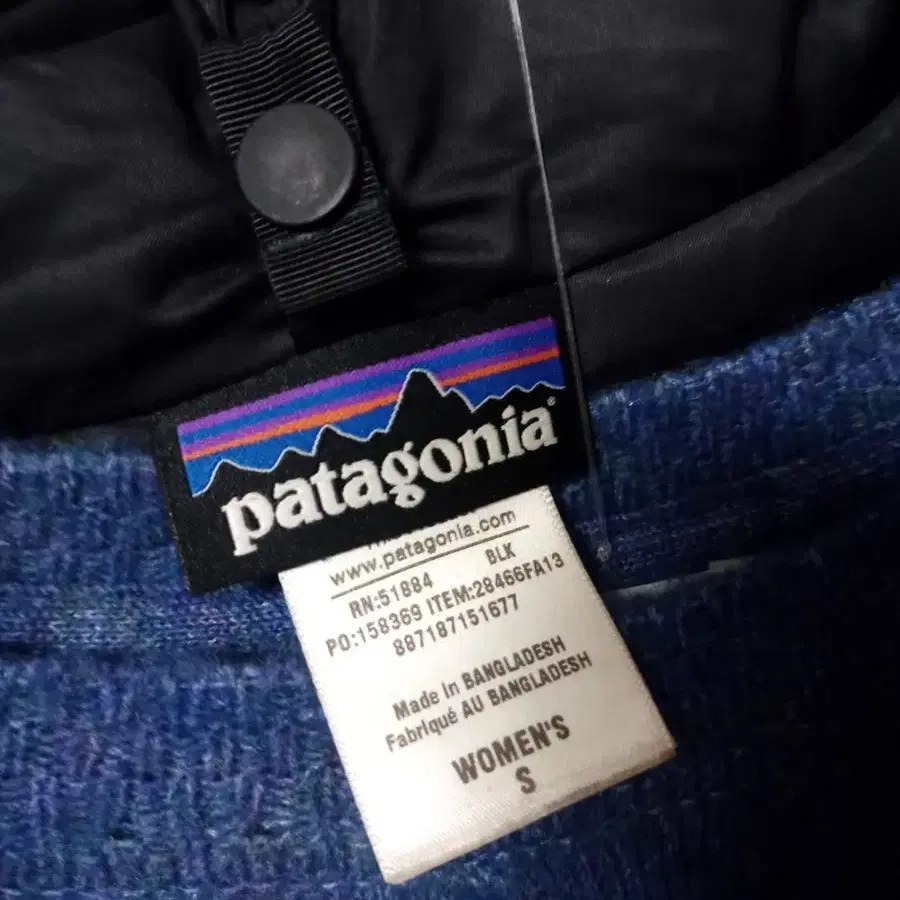 patagonia®
www.patagonia.com
RN:51884 BLK
PO:158369 ITEM:28466FA13
887187151677
Made in BANGLADESH
Fabriqué AU BANGLADESH
WOMEN'S
S